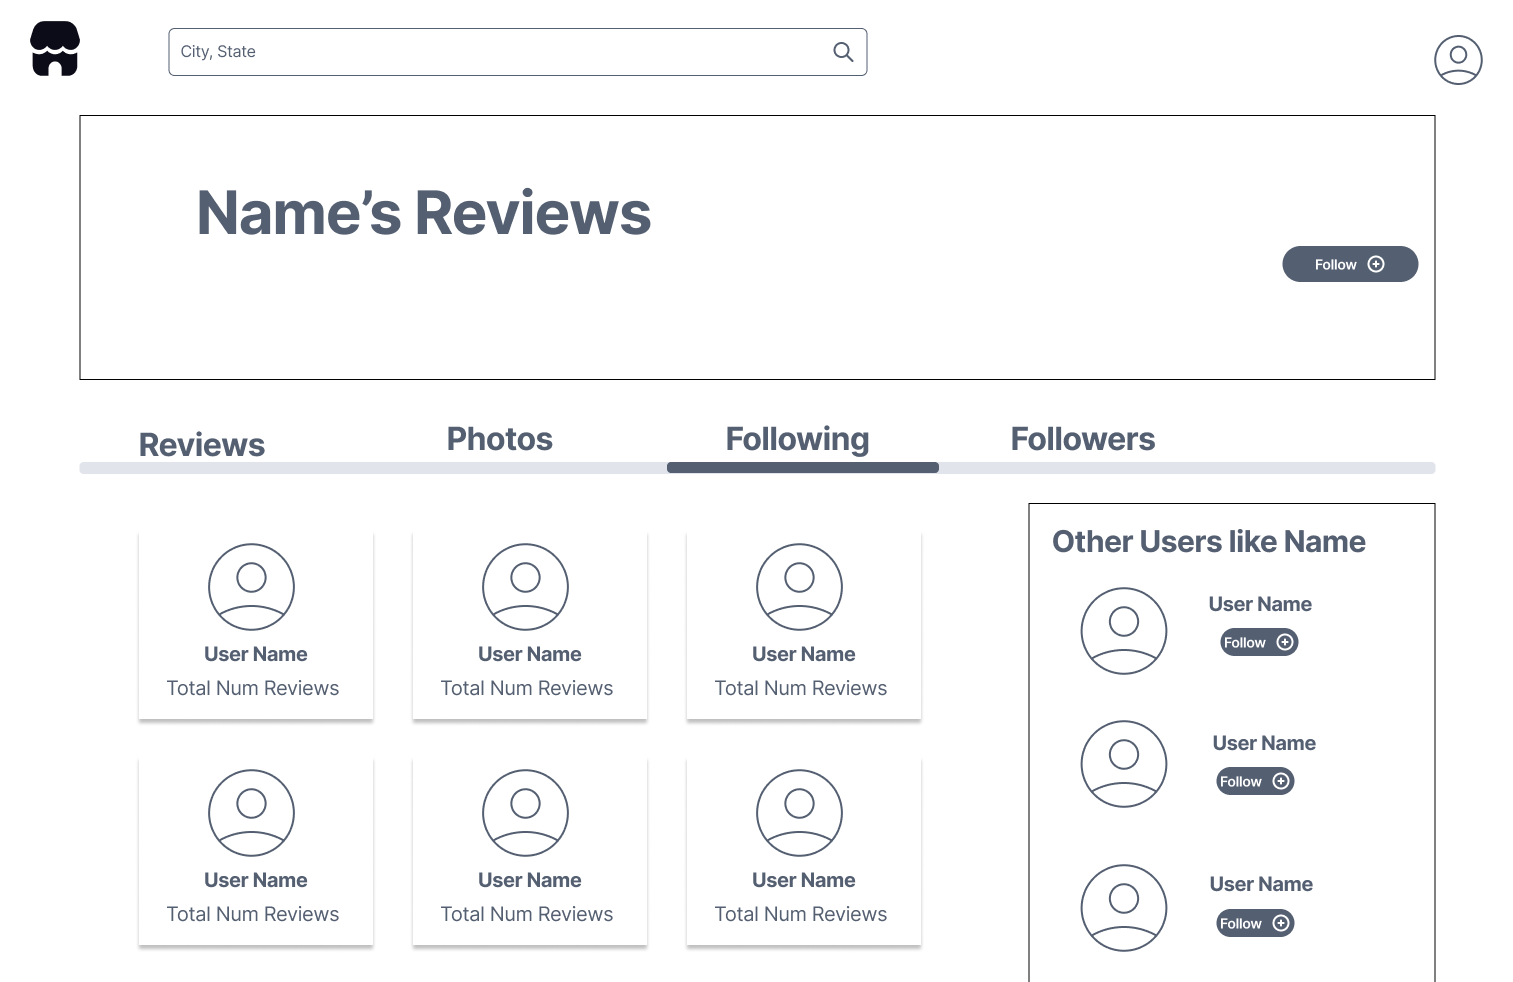 City, State
Name’s Reviews
Follow
Reviews
Photos
Following
Followers
User Name
Total Num Reviews
User Name
Total Num Reviews
User Name
Total Num Reviews
User Name
Total Num Reviews
User Name
Total Num Reviews
User Name
Total Num Reviews
Other Users like Name
User Name
Follow
User Name
Follow
User Name
Follow